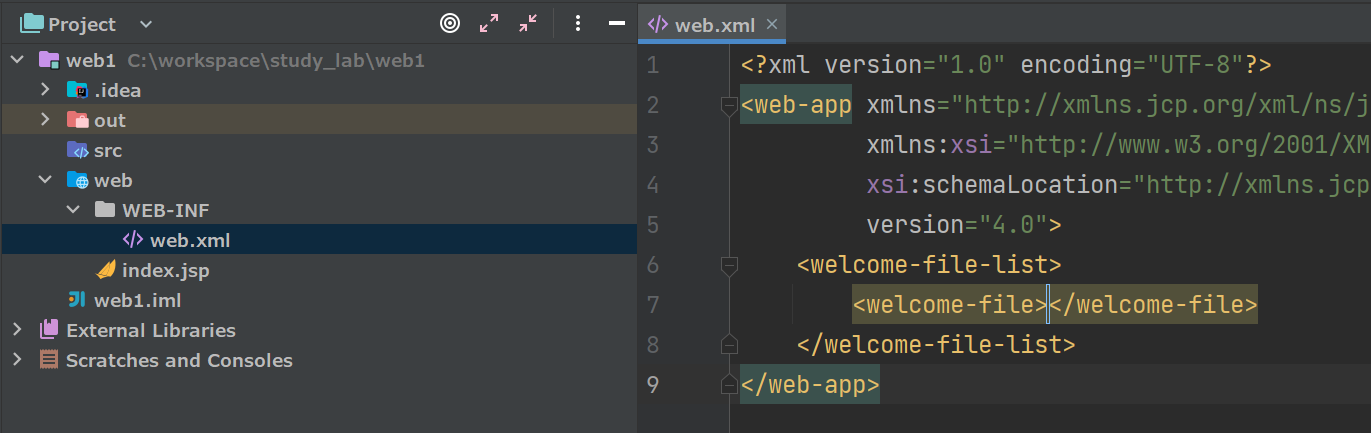 Project
web1 C:\workspace\study_lab\web1
.idea
out
src
web
WEB-INF
web.xml
index.jsp
web1.iml
External Libraries
Scratches and Consoles
web.xml
1 <?xml version="1.0" encoding="UTF-8"?>
2 <web-app xmlns="http://xmlns.jcp.org/xml/ns/j
3 xmlns:xsi="http://www.w3.org/2001/XM
4 xsi:schemaLocation="http://xmlns.jcp
5 version="4.0">
6 <welcome-file-list>
7 <welcome-file></welcome-file>
8 </welcome-file-list>
9 </web-app>